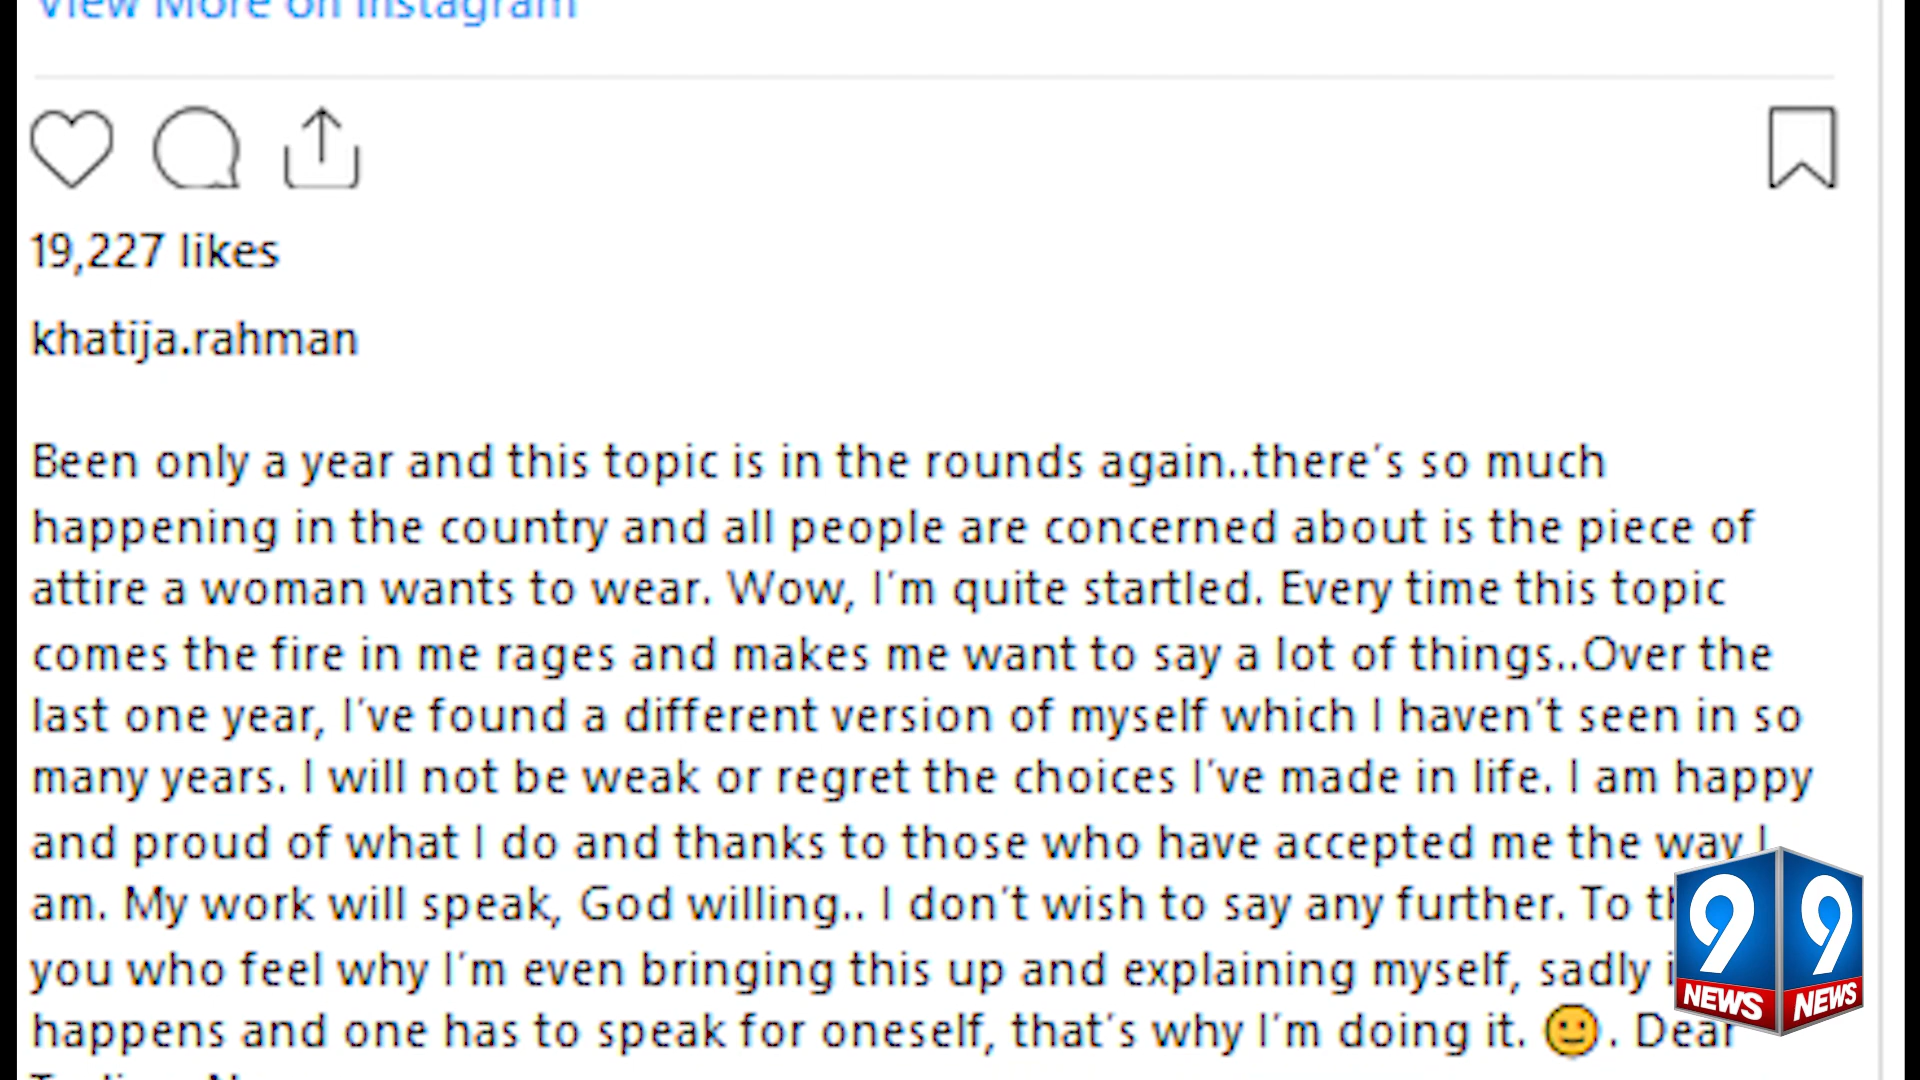 View More on Instagram
19,227 likes
khatija.rahman
Been only a year and this topic is in the rounds again..there's so much
happening in the country and all people are concerned about is the piece of
attire a woman wants to wear. Wow, I'm quite startled. Every time this topic
comes the fire in me rages and makes me want to say a lot of things..Over the
last one year, I've found a different version of myself which I haven't seen in so
many years. I will not be weak or regret the choices I've made in life. I am happy
and proud of what I do and thanks to those who have accepted me the way I
am. My work will speak, God willing.. I don't wish to say any further. To
you who feel why I'm even bringing this up and explaining myself, sadly
happens and one has to speak for oneself, that's why I'm doing it. 😐. Dear
9 NEWS 9 NEWS